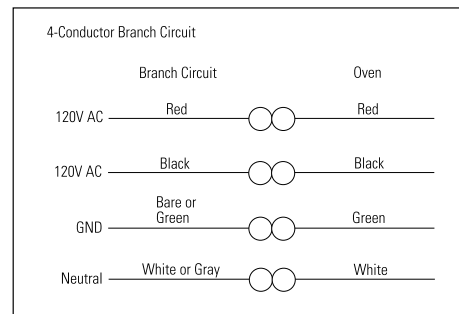 4-Conductor Branch Circuit
Branch Circuit Oven
120V AC Red Red
120V AC Black Black
Bare or
Green
GND Green
Neutral White or Gray White